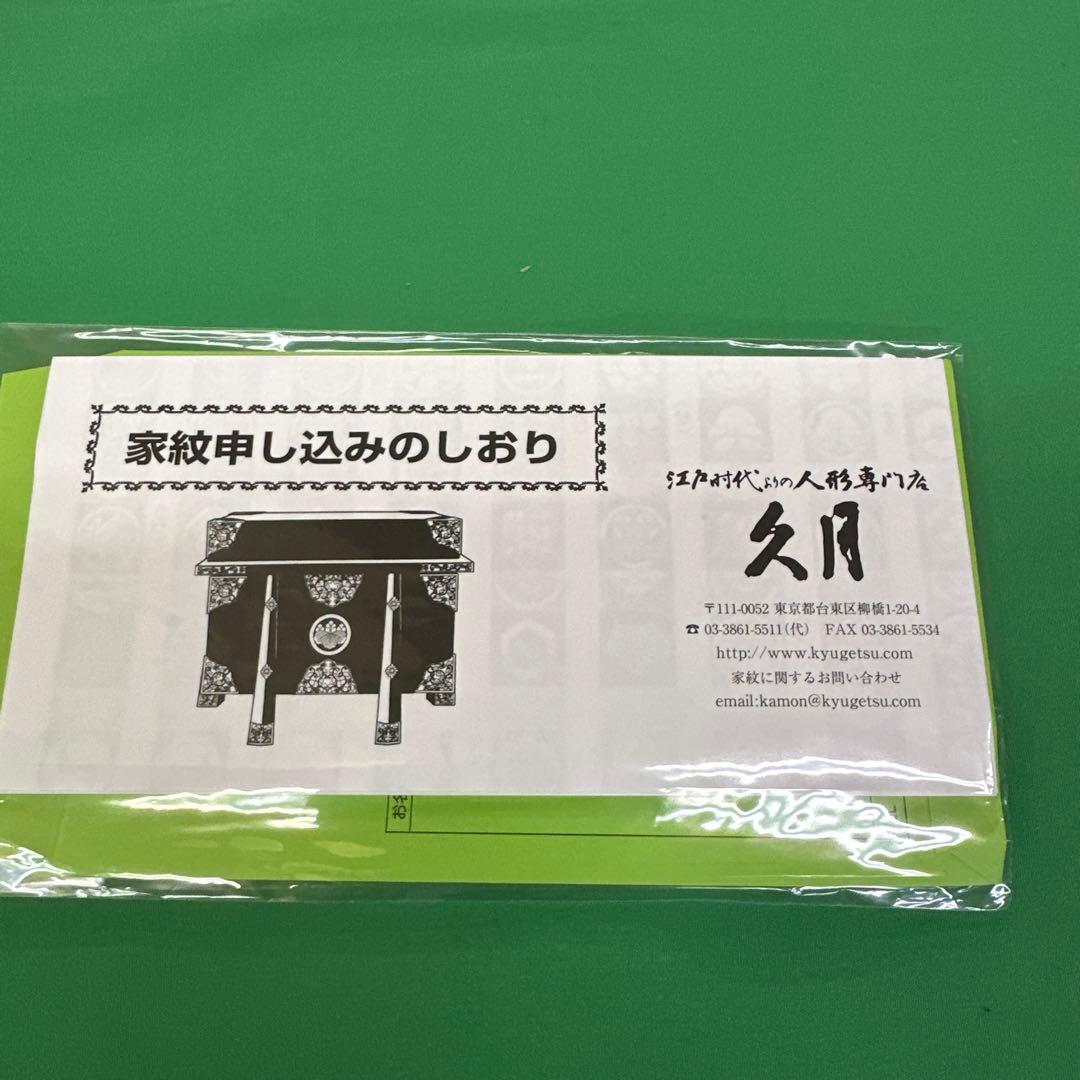 家紋申し込みのしおり
江戸時代よりの人形専門店
久月
〒111-0052 東京都台東区柳橋1-20-4
☎ 03-3861-5511(代) FAX 03-3861-5534
http://www.kyugetsu.com
家紋に関するお問い合わせ
email:kamon@kyugetsu.com
お